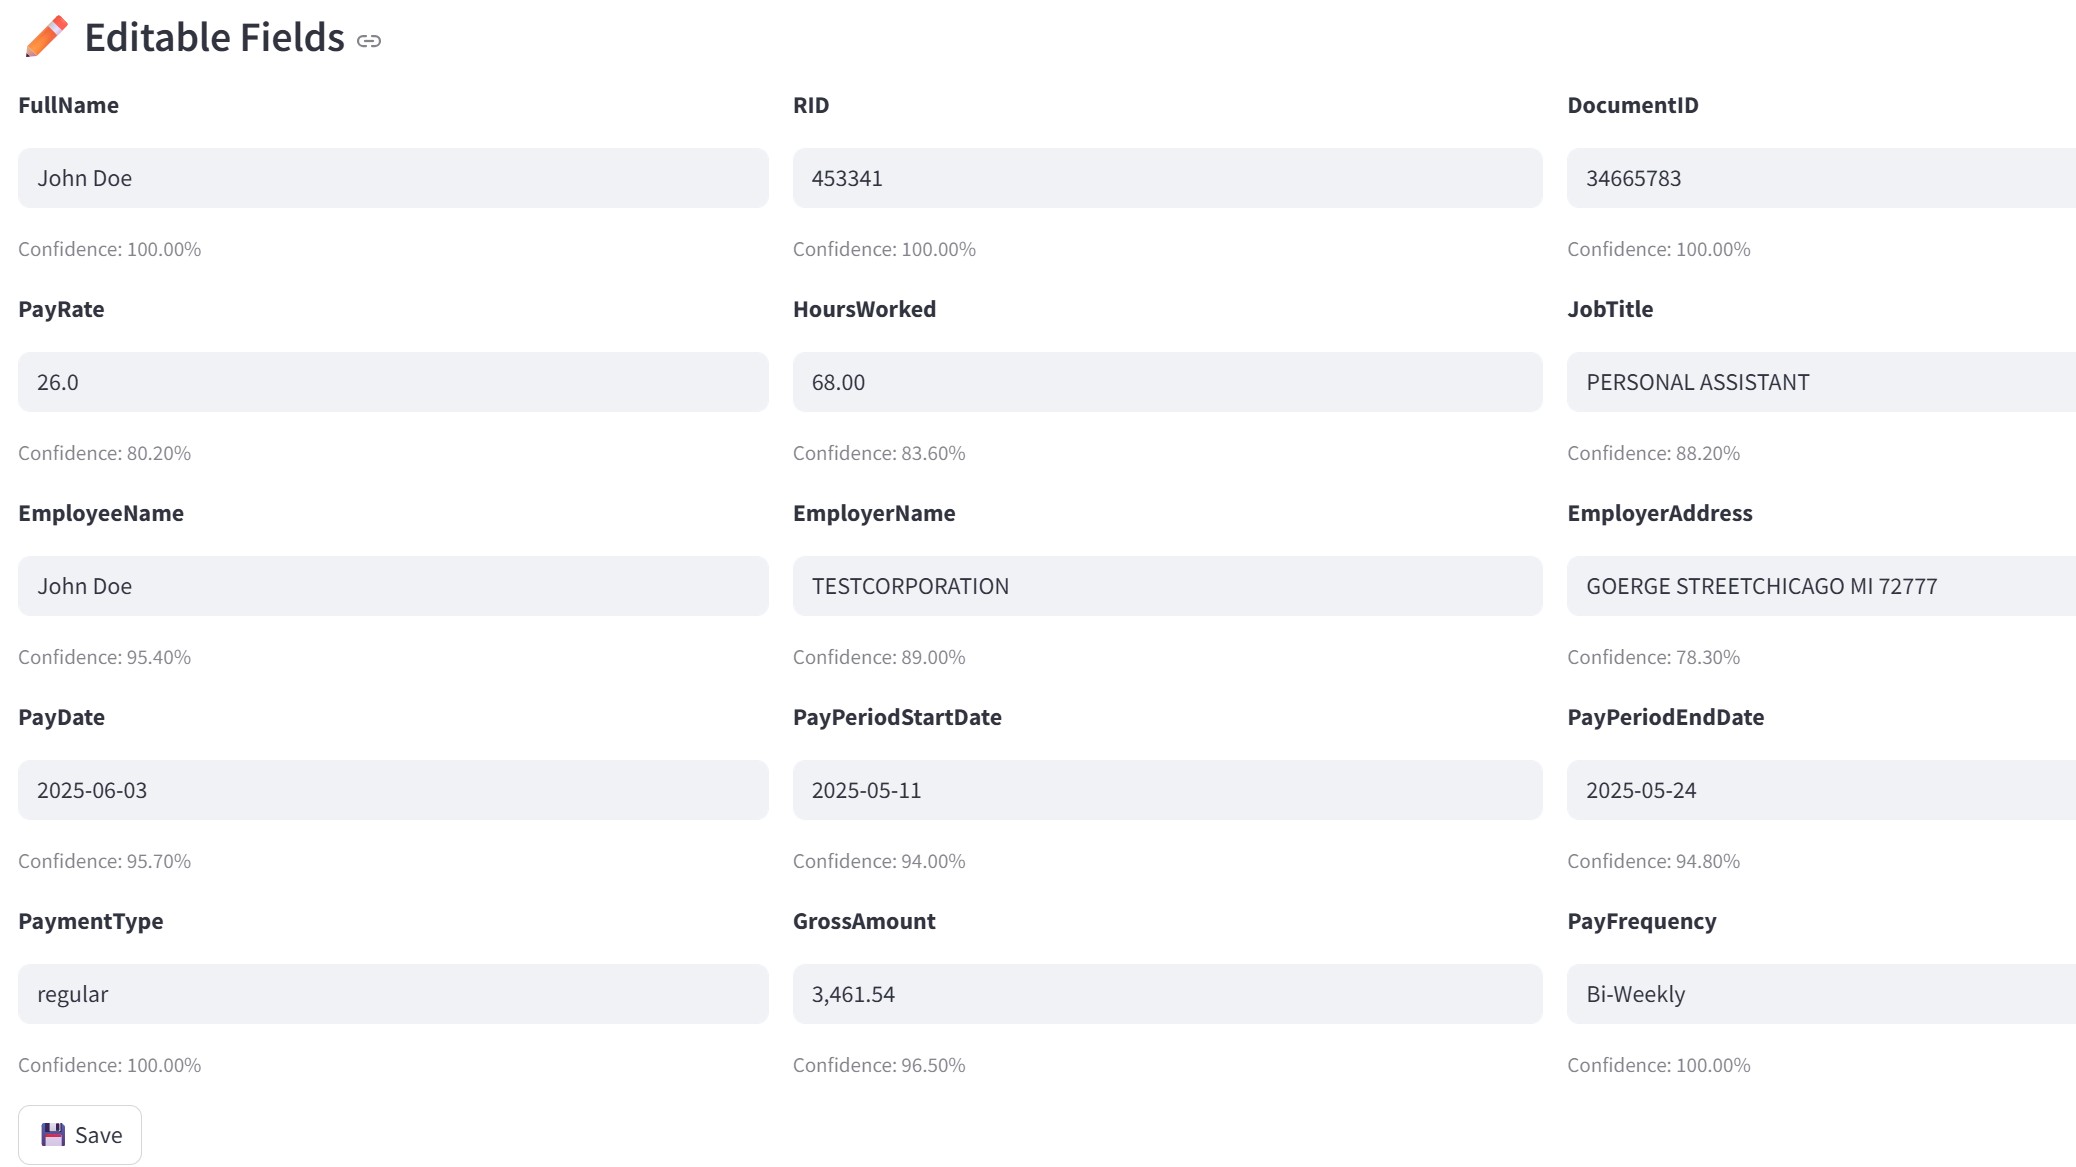 Editable Fields
FullName RID DocumentID
John Doe 453341 34665783
Confidence: 100.00% Confidence: 100.00% Confidence: 100.00%
PayRate HoursWorked JobTitle
26.0 68.00 PERSONAL ASSISTANT
Confidence: 80.20% Confidence: 83.60% Confidence: 88.20%
EmployeeName EmployerName EmployerAddress
John Doe TESTCORPORATION GOERGE STREETCHICAGO MI 72777
Confidence: 95.40% Confidence: 89.00% Confidence: 78.30%
PayDate PayPeriodStartDate PayPeriodEndDate
2025-06-03 2025-05-11 2025-05-24
Confidence: 95.70% Confidence: 94.00% Confidence: 94.80%
PaymentType GrossAmount PayFrequency
regular 3,461.54 Bi-Weekly
Confidence: 100.00% Confidence: 96.50% Confidence: 100.00%
Save